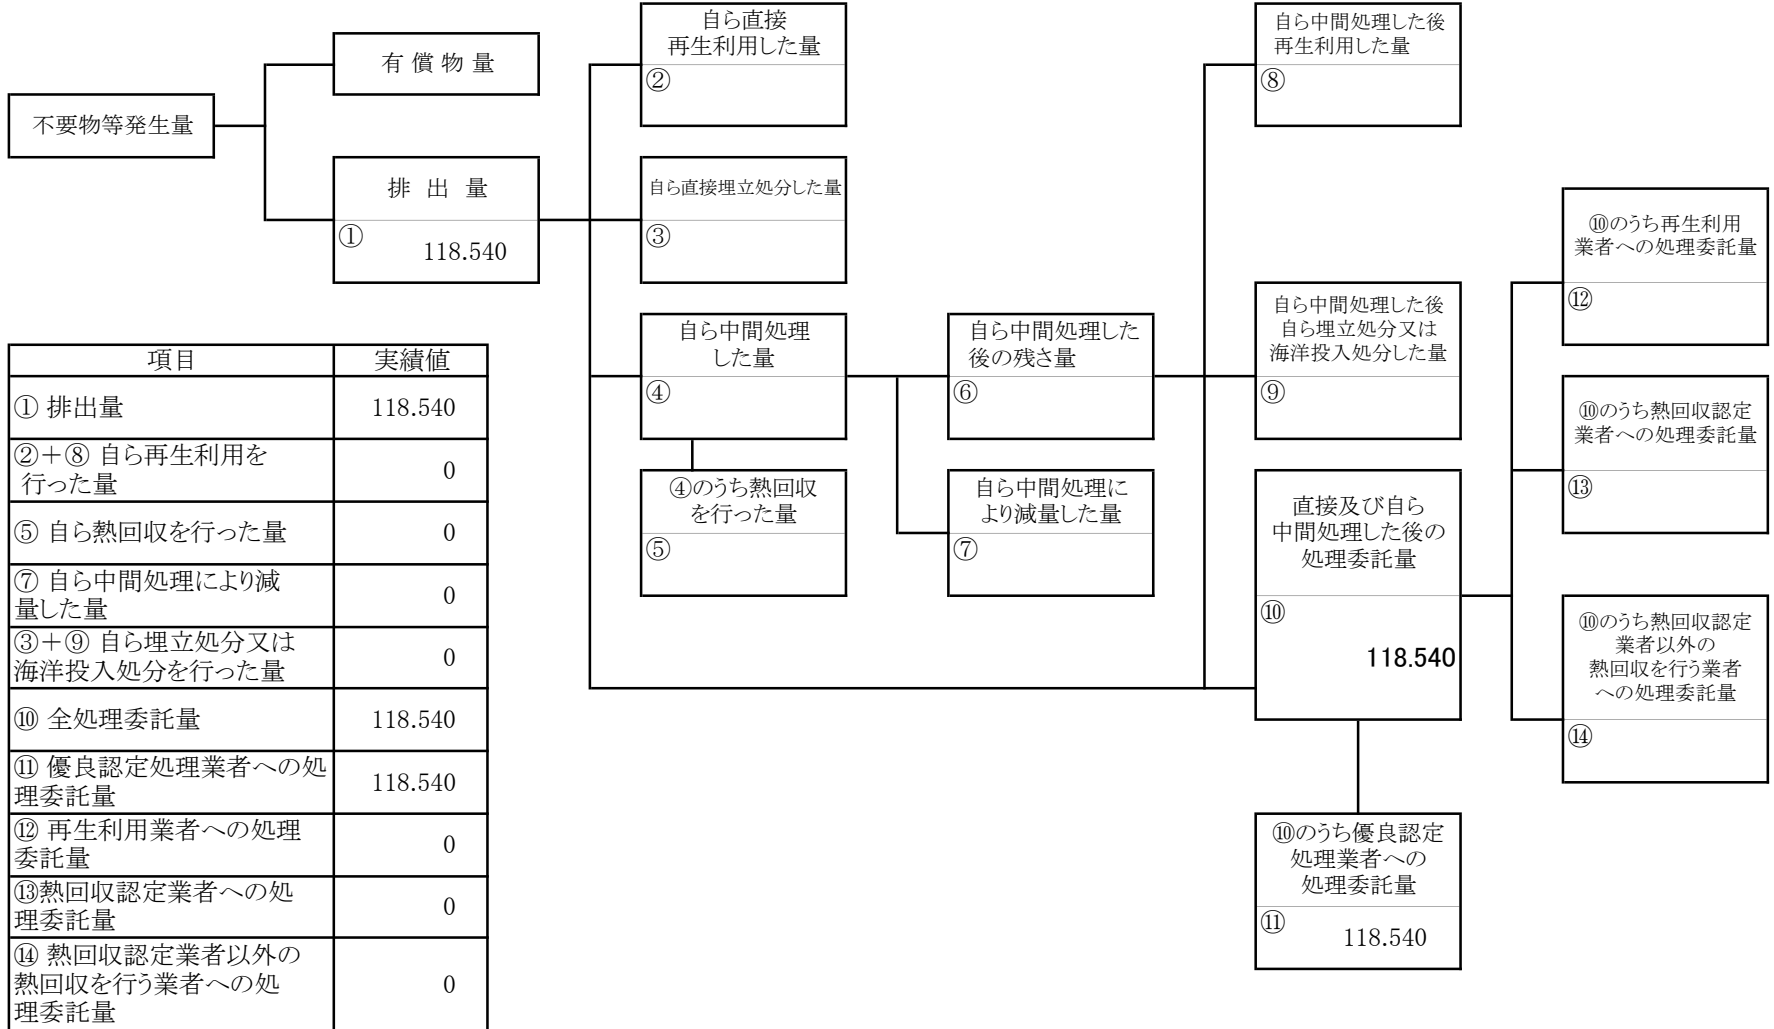 不要物等発生量
有 償 物 量
排 出 量
①
118.540
自ら直接
再生利用した量
②
自ら直接埋立処分した量
③
自ら中間処理
した量
④
④のうち熱回収
を行った量
⑤
自ら中間処理した
後の残さ量
⑥
自ら中間処理に
より減量した量
⑦
自ら中間処理した後
再生利用した量
⑧
自ら中間処理した後
自ら埋立処分又は
海洋投入処分した量
⑨
直接及び自ら
中間処理した後の
処理委託量
⑩
118.540
⑩のうち優良認定
処理業者への
処理委託量
⑪
118.540
⑩のうち再生利用
業者への処理委託量
⑫
⑩のうち熱回収認定
業者への処理委託量
⑬
⑩のうち熱回収認定
業者以外の
熱回収を行う業者
への処理委託量
⑭
項目 実績値
① 排出量 118.540
②＋⑧ 自ら再生利用を
行った量 0
⑤ 自ら熱回収を行った量 0
⑦ 自ら中間処理により減
量した量 0
③＋⑨ 自ら埋立処分又は
海洋投入処分を行った量 0
⑩ 全処理委託量 118.540
⑪ 優良認定処理業者への処
理委託量 118.540
⑫ 再生利用業者への処理
委託量 0
⑬熱回収認定業者への処
理委託量 0
⑭ 熱回収認定業者以外の
熱回収を行う業者への処 0
理委託量